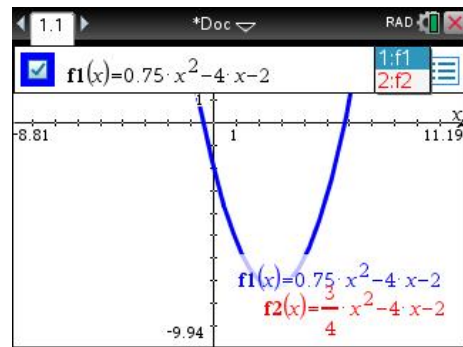 1.1 *Doc RAD
f1(x)=0.75·x²-4·x-2
1:f1
2:f2
1
x
-8.81 1 11.19
f1(x)=0.75·x²-4·x-2
f2(x)=3/4·x²-4·x-2
-9.94